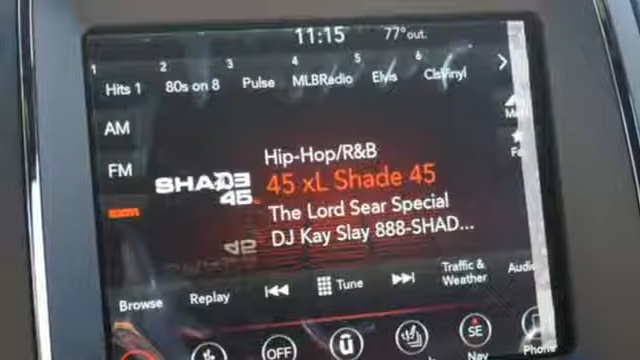 11:15 77° out.
1 2 3 4 5 6
Hits 1 80s on 8 Pulse MLBRadio Elvis ClsVinyl
AM
FM
SHADE
45
Hip-Hop/R&B
45 xL Shade 45
The Lord Sear Special
DJ Kay Slay 888-SHAD...
Browse Replay Tune Traffic &
Weather Audio
OFF SE
Nav Phone